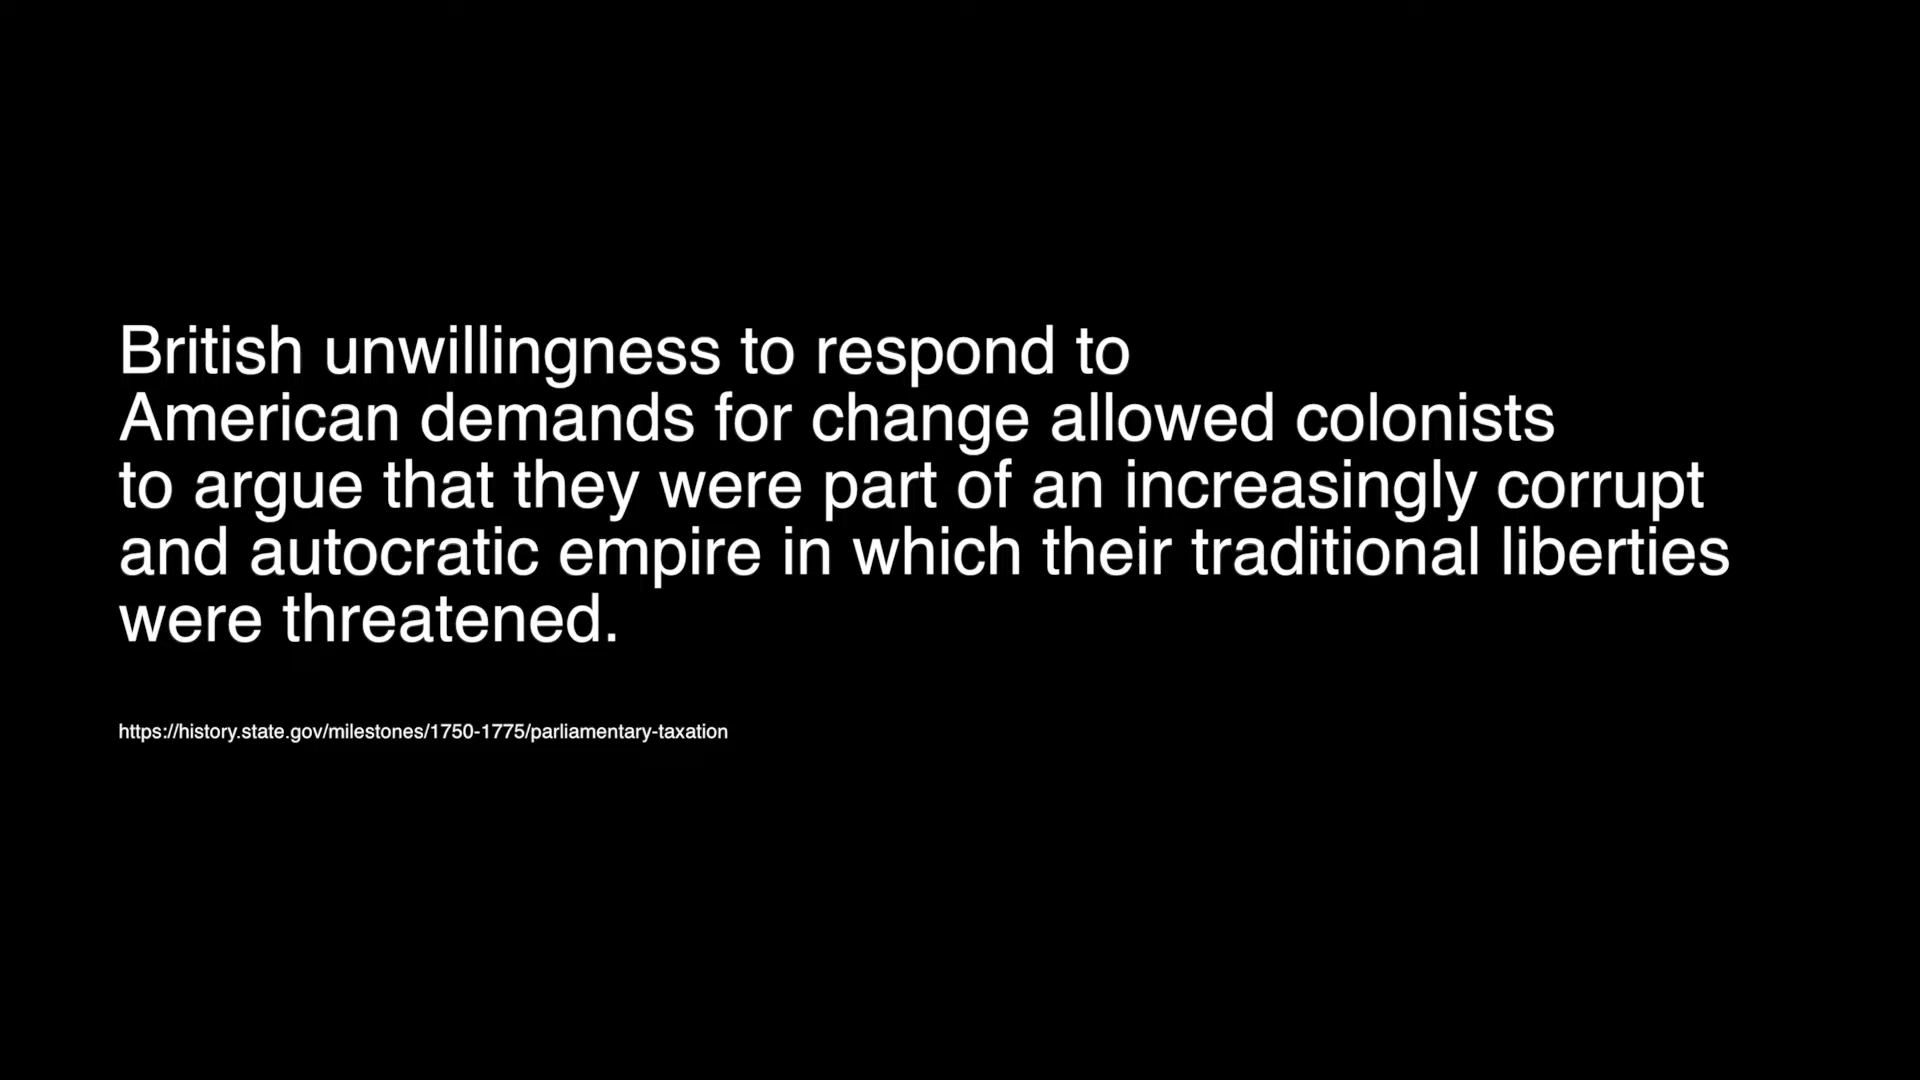 British unwillingness to respond to
American demands for change allowed colonists
to argue that they were part of an increasingly corrupt
and autocratic empire in which their traditional liberties
were threatened.
https://history.state.gov/milestones/1750-1775/parliamentary-taxation